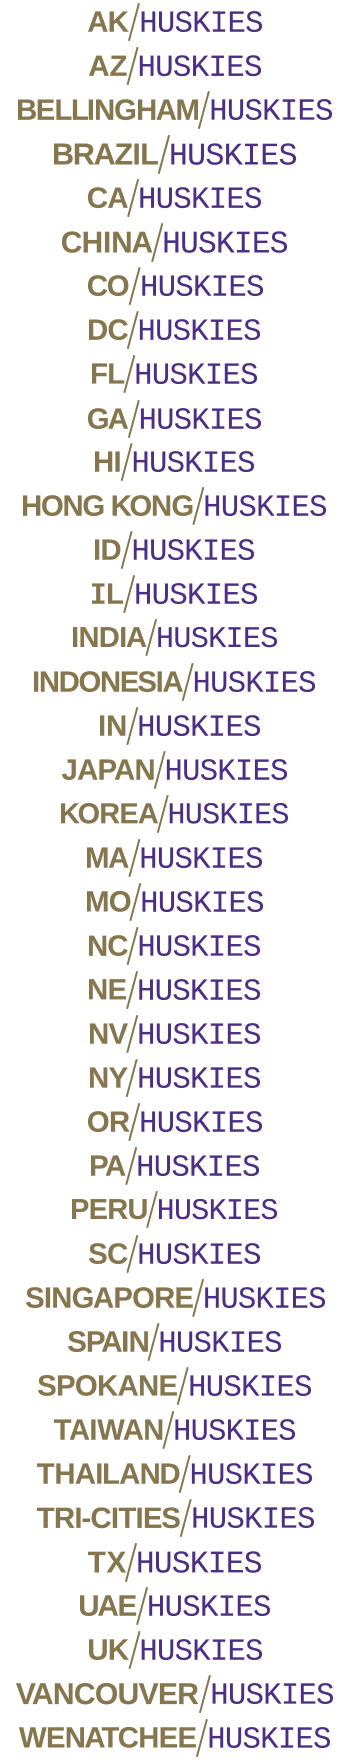 AK/HUSKIES
AZ/HUSKIES
BELLINGHAM/HUSKIES
BRAZIL/HUSKIES
CA/HUSKIES
CHINA/HUSKIES
CO/HUSKIES
DC/HUSKIES
FL/HUSKIES
GA/HUSKIES
HI/HUSKIES
HONG KONG/HUSKIES
ID/HUSKIES
IL/HUSKIES
INDIA/HUSKIES
INDONESIA/HUSKIES
IN/HUSKIES
JAPAN/HUSKIES
KOREA/HUSKIES
MA/HUSKIES
MO/HUSKIES
NC/HUSKIES
NE/HUSKIES
NV/HUSKIES
NY/HUSKIES
OR/HUSKIES
PA/HUSKIES
PERU/HUSKIES
SC/HUSKIES
SINGAPORE/HUSKIES
SPAIN/HUSKIES
SPOKANE/HUSKIES
TAIWAN/HUSKIES
THAILAND/HUSKIES
TRI-CITIES/HUSKIES
TX/HUSKIES
UAE/HUSKIES
UK/HUSKIES
VANCOUVER/HUSKIES
WENATCHEE/HUSKIES